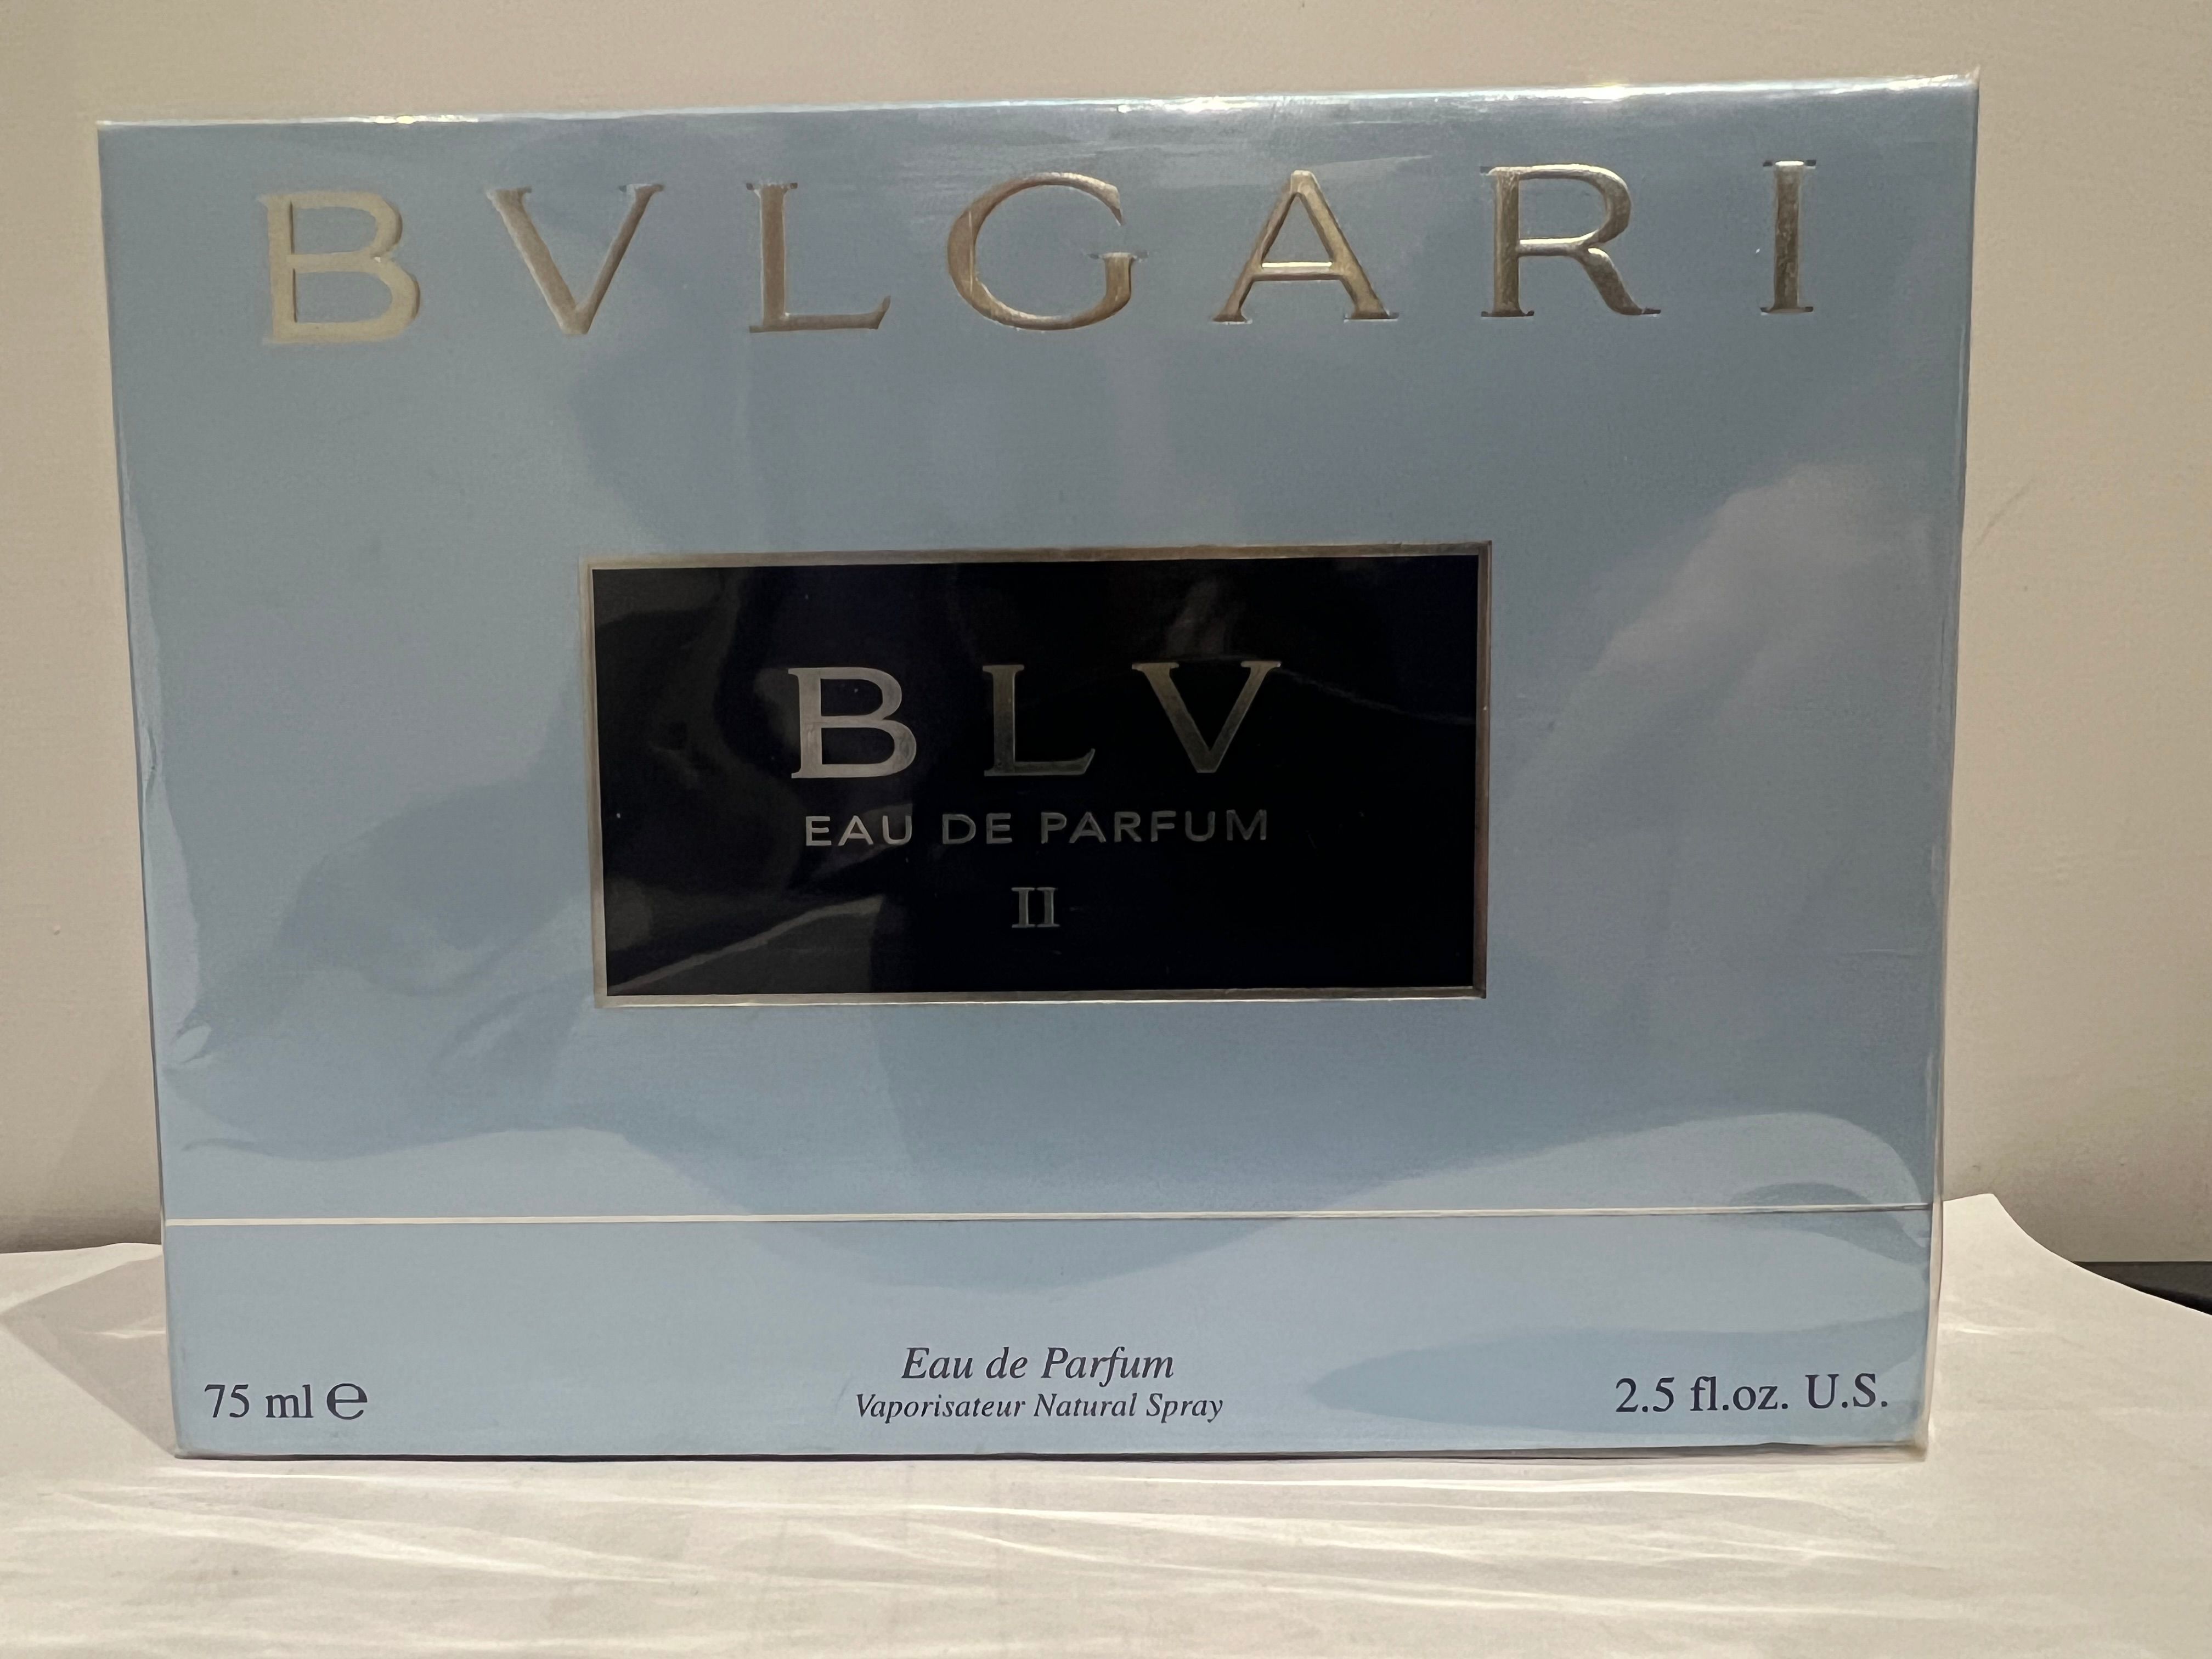 BVLGARI
BLV
EAU DE PARFUM
II
Eau de Parfum
75 ml ℮ Vaporisateur Natural Spray 2.5 fl.oz. U.S.